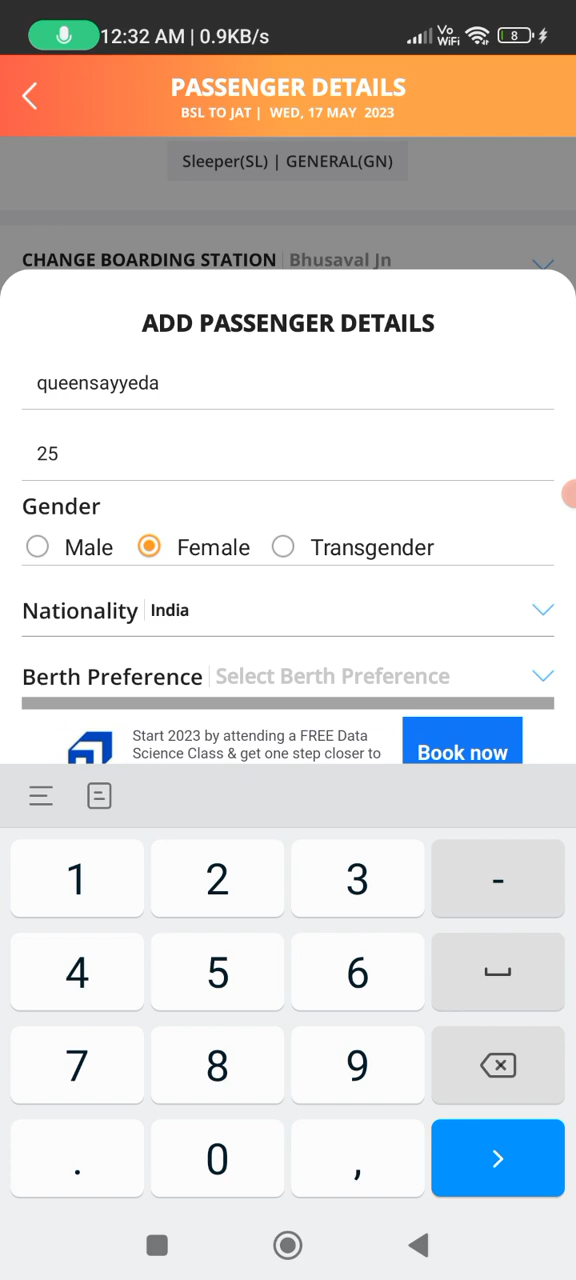 12:32 AM | 0.9KB/s Vo WiFi 8
PASSENGER DETAILS
BSL TO JAT | WED, 17 MAY 2023
Sleeper(SL) | GENERAL(GN)
CHANGE BOARDING STATION Bhusaval Jn
ADD PASSENGER DETAILS
queensayyeda
25
Gender
Male Female Transgender
Nationality India
Berth Preference Select Berth Preference
Start 2023 by attending a FREE Data
Science Class & get one step closer to
Book now
1 2 3 -
4 5 6
7 8 9
. 0 ,